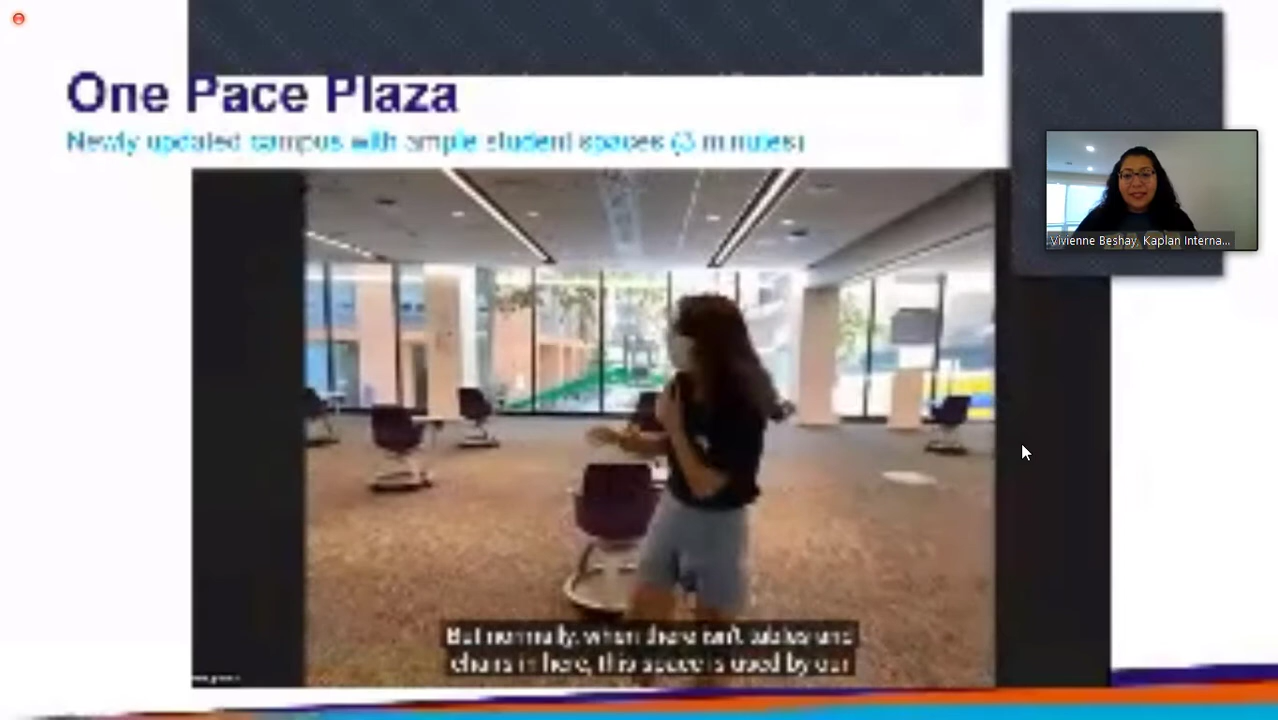 One Pace Plaza
Newly updated campus with ample student spaces (3 minutes)
Vivienne Beshay, Kaplan Interna...
But normally, when there isn't tables and
chairs in here, this space is used by our